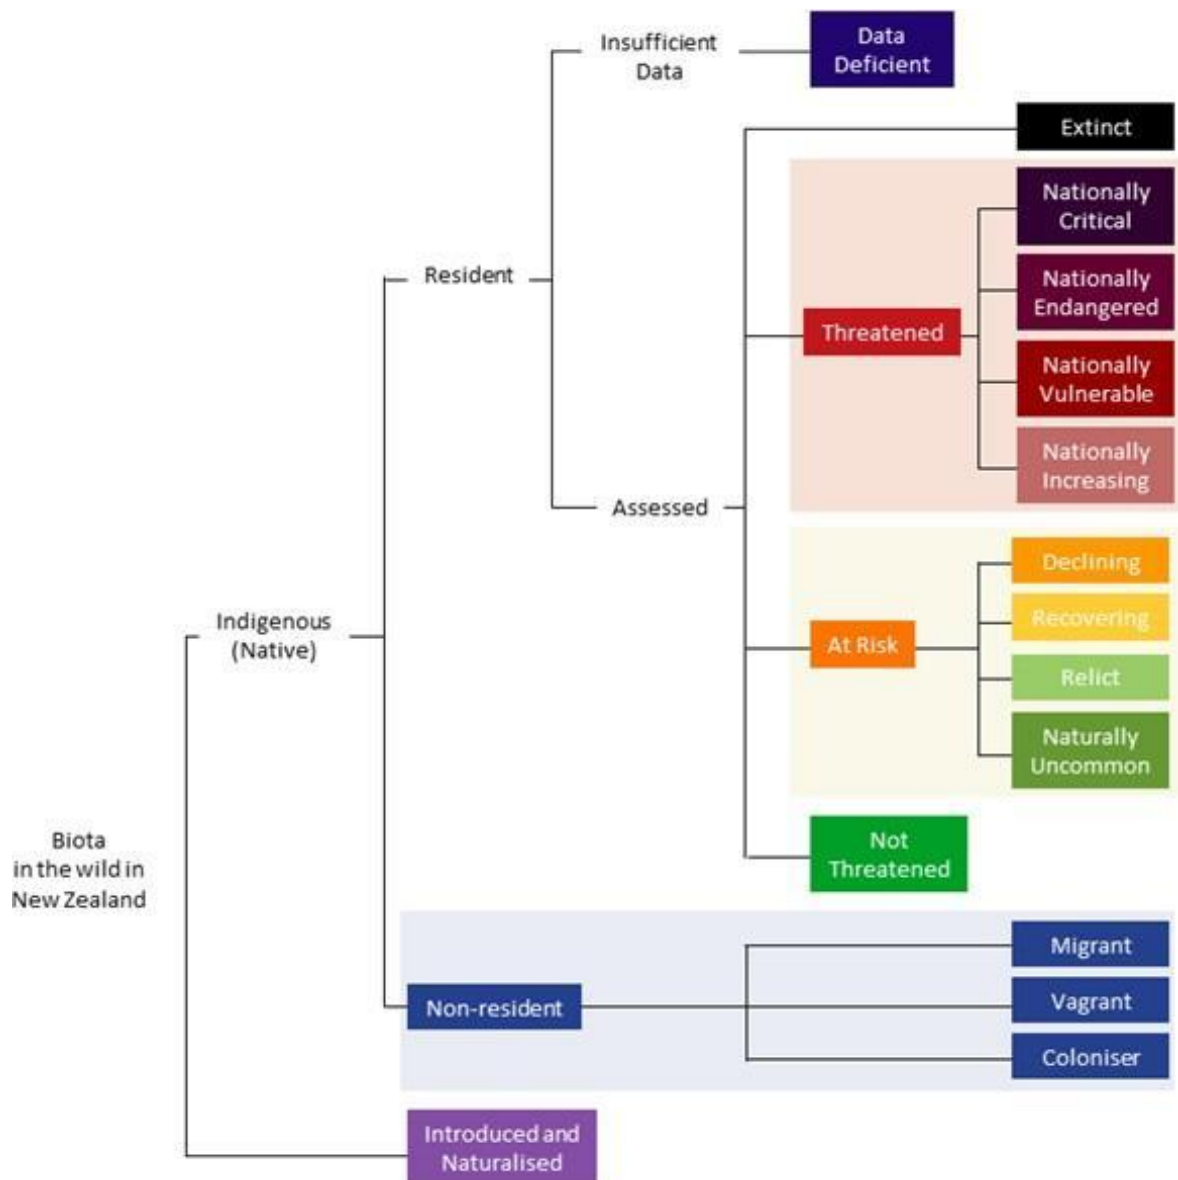 Insufficient
Data
Data
Deficient
Extinct
Nationally
Critical
Resident
Nationally
Endangered
Threatened
Nationally
Vulnerable
Nationally
Increasing
Assessed
Declining
Indigenous
(Native)
Recovering
At Risk
Relict
Naturally
Uncommon
Biota
in the wild in
New Zealand
Not
Threatened
Migrant
Non-resident
Vagrant
Coloniser
Introduced and
Naturalised